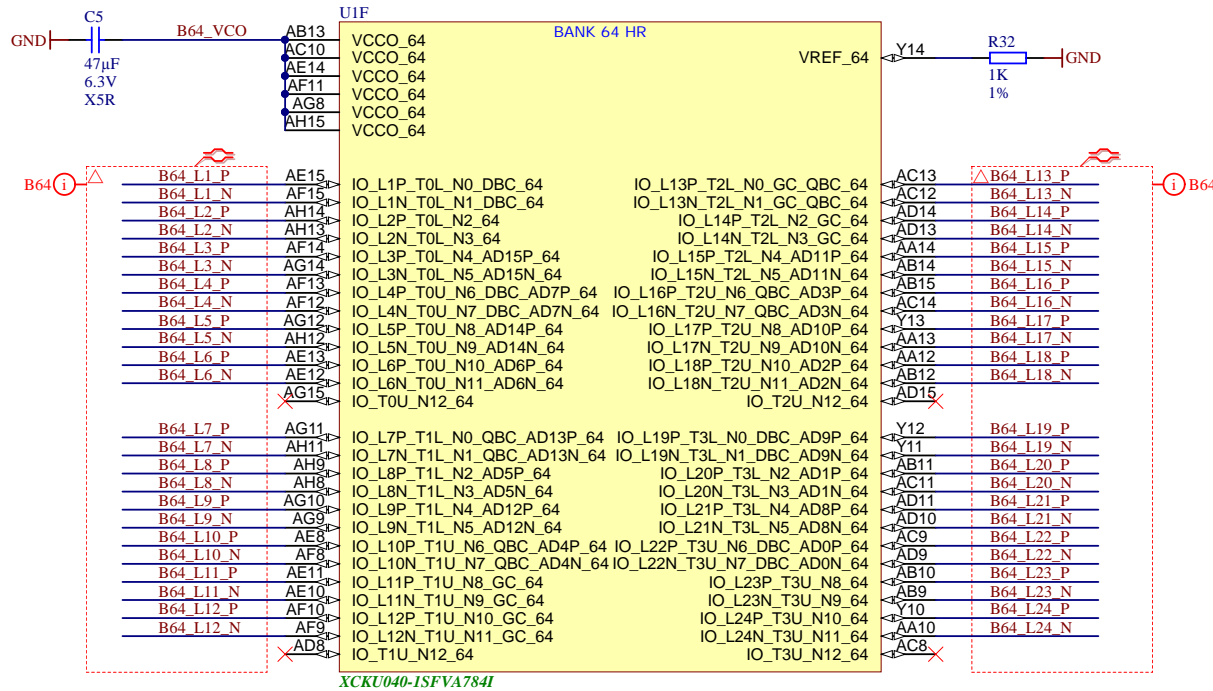 C5
U1F
GND
B64_VCO
AB13
VCCO_64
BANK 64 HR
AC10
VCCO_64
VREF_64
Y14
R32
GND
47µF
AE14
VCCO_64
1K
6.3V
AF11
VCCO_64
1%
X5R
AG8
VCCO_64
AH15
VCCO_64
B64
i
B64_L1_P AE15 IO_L1P_T0L_N0_DBC_64 IO_L13P_T2L_N0_GC_QBC_64 AC13 B64_L13_P
i
B64
B64_L1_N AF15 IO_L1N_T0L_N1_DBC_64 IO_L13N_T2L_N1_GC_QBC_64 AC12 B64_L13_N
B64_L2_P AH14 IO_L2P_T0L_N2_64 IO_L14P_T2L_N2_GC_64 AD14 B64_L14_P
B64_L2_N AH13 IO_L2N_T0L_N3_64 IO_L14N_T2L_N3_GC_64 AD13 B64_L14_N
B64_L3_P AF14 IO_L3P_T0L_N4_AD15P_64 IO_L15P_T2L_N4_AD11P_64 AA14 B64_L15_P
B64_L3_N AG14 IO_L3N_T0L_N5_AD15N_64 IO_L15N_T2L_N5_AD11N_64 AB14 B64_L15_N
B64_L4_P AF13 IO_L4P_T0U_N6_DBC_AD7P_64 IO_L16P_T2U_N6_QBC_AD3P_64 AB15 B64_L16_P
B64_L4_N AF12 IO_L4N_T0U_N7_DBC_AD7N_64 IO_L16N_T2U_N7_QBC_AD3N_64 AC14 B64_L16_N
B64_L5_P AG12 IO_L5P_T0U_N8_AD14P_64 IO_L17P_T2U_N8_AD10P_64 Y13 B64_L17_P
B64_L5_N AH12 IO_L5N_T0U_N9_AD14N_64 IO_L17N_T2U_N9_AD10N_64 AA13 B64_L17_N
B64_L6_P AE13 IO_L6P_T0U_N10_AD6P_64 IO_L18P_T2U_N10_AD2P_64 AA12 B64_L18_P
B64_L6_N AE12 IO_L6N_T0U_N11_AD6N_64 IO_L18N_T2U_N11_AD2N_64 AB12 B64_L18_N
AG15 IO_T0U_N12_64 IO_T2U_N12_64 AD15
B64_L7_P AG11 IO_L7P_T1L_N0_QBC_AD13P_64 IO_L19P_T3L_N0_DBC_AD9P_64 Y12 B64_L19_P
B64_L7_N AH11 IO_L7N_T1L_N1_QBC_AD13N_64 IO_L19N_T3L_N1_DBC_AD9N_64 Y11 B64_L19_N
B64_L8_P AH9 IO_L8P_T1L_N2_AD5P_64 IO_L20P_T3L_N2_AD1P_64 AB11 B64_L20_P
B64_L8_N AH8 IO_L8N_T1L_N3_AD5N_64 IO_L20N_T3L_N3_AD1N_64 AC11 B64_L20_N
B64_L9_P AG10 IO_L9P_T1L_N4_AD12P_64 IO_L21P_T3L_N4_AD8P_64 AD11 B64_L21_P
B64_L9_N AG9 IO_L9N_T1L_N5_AD12N_64 IO_L21N_T3L_N5_AD8N_64 AD10 B64_L21_N
B64_L10_P AE8 IO_L10P_T1U_N6_QBC_AD4P_64 IO_L22P_T3U_N6_DBC_AD0P_64 AC9 B64_L22_P
B64_L10_N AF8 IO_L10N_T1U_N7_QBC_AD4N_64 IO_L22N_T3U_N7_DBC_AD0N_64 AD9 B64_L22_N
B64_L11_P AE11 IO_L11P_T1U_N8_GC_64 IO_L23P_T3U_N8_64 AB10 B64_L23_P
B64_L11_N AE10 IO_L11N_T1U_N9_GC_64 IO_L23N_T3U_N9_64 AB9 B64_L23_N
B64_L12_P AF10 IO_L12P_T1U_N10_GC_64 IO_L24P_T3U_N10_64 Y10 B64_L24_P
B64_L12_N AF9 IO_L12N_T1U_N11_GC_64 IO_L24N_T3U_N11_64 AA10 B64_L24_N
AD8 IO_T1U_N12_64 IO_T3U_N12_64 AC8
XCKU040-1SFVA784I